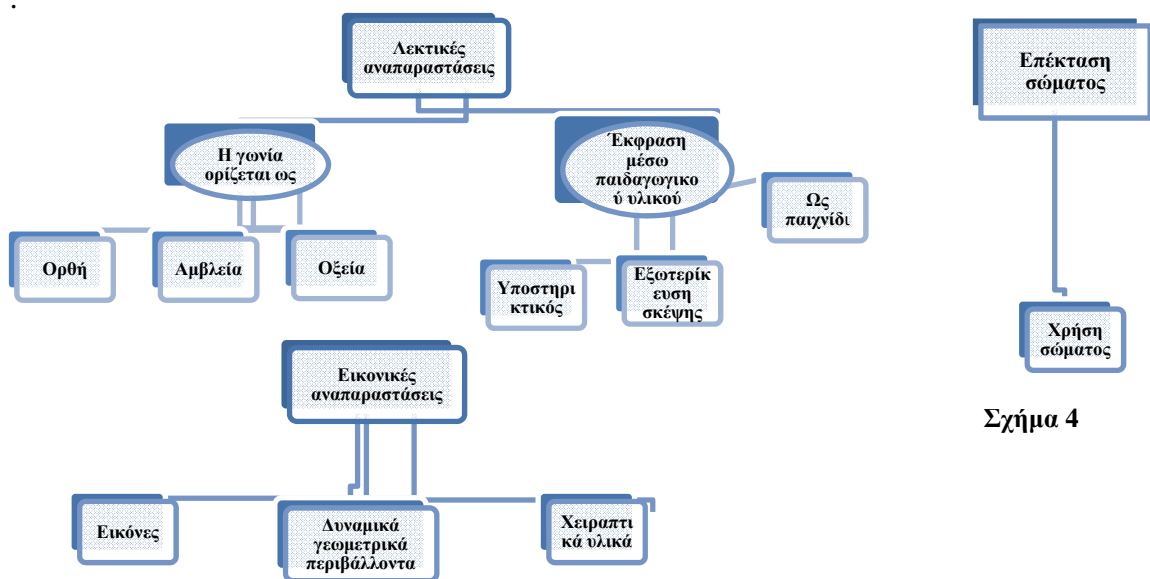 .
Λεκτικές
αναπαραστάσεις
Επέκταση
σώματος
Η γωνία
ορίζεται ως
Έκφραση
μέσω
παιδαγωγικο
ύ υλικού
Ως
παιχνίδι
Ορθή
Αμβλεία
Οξεία
Υποστηρι
κτικός
Εξωτερίκ
ευση
σκέψης
Χρήση
σώματος
Εικονικές
αναπαραστάσεις
Σχήμα 4
Εικόνες
Δυναμικά
γεωμετρικά
περιβάλλοντα
Χειραπτι
κά υλικά